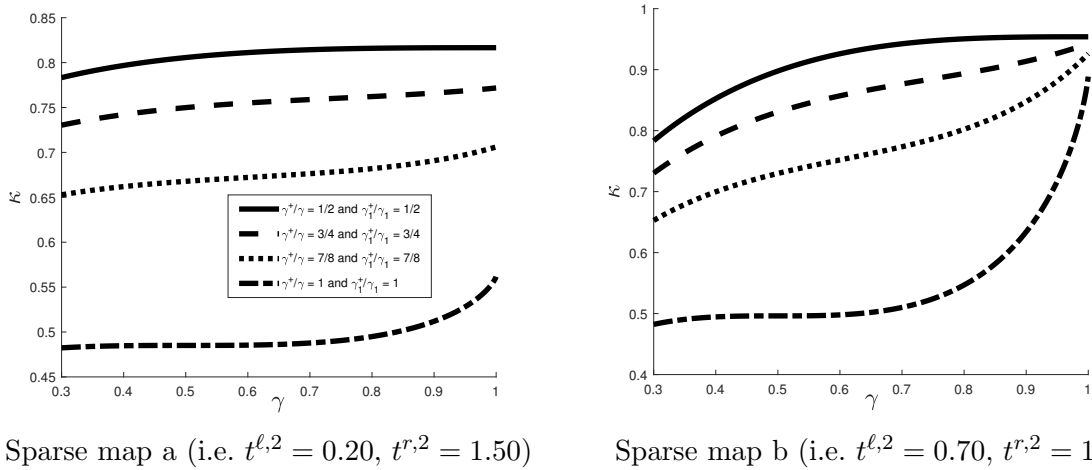 0.85
0.8
0.75
0.7
0.65
0.6
0.55
0.5
0.45
κ
0.3 0.4 0.5 0.6 0.7 0.8 0.9 1
γ
γ⁺/γ = 1/2 and γ₁⁺/γ₁ = 1/2
γ⁺/γ = 3/4 and γ₁⁺/γ₁ = 3/4
γ⁺/γ = 7/8 and γ₁⁺/γ₁ = 7/8
γ⁺/γ = 1 and γ₁⁺/γ₁ = 1
Sparse map a (i.e. t^{ℓ,2} = 0.20, t^{r,2} = 1.50)
1
0.9
0.8
0.7
0.6
0.5
0.4
κ
0.3 0.4 0.5 0.6 0.7 0.8 0.9 1
γ
Sparse map b (i.e. t^{ℓ,2} = 0.70, t^{r,2} = 1